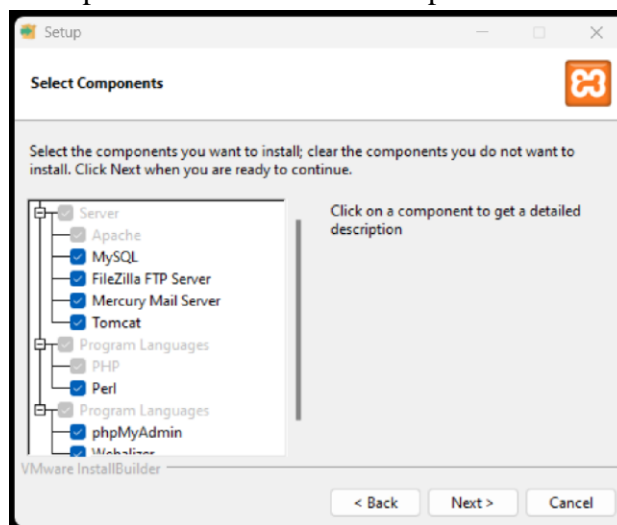 Setup
Select Components
Select the components you want to install; clear the components you do not want to
install. Click Next when you are ready to continue.
Server
Apache
MySQL
FileZilla FTP Server
Mercury Mail Server
Tomcat
Program Languages
PHP
Perl
Program Languages
phpMyAdmin
Webalizer
Click on a component to get a detailed
description
VMware InstallBuilder
< Back
Next >
Cancel